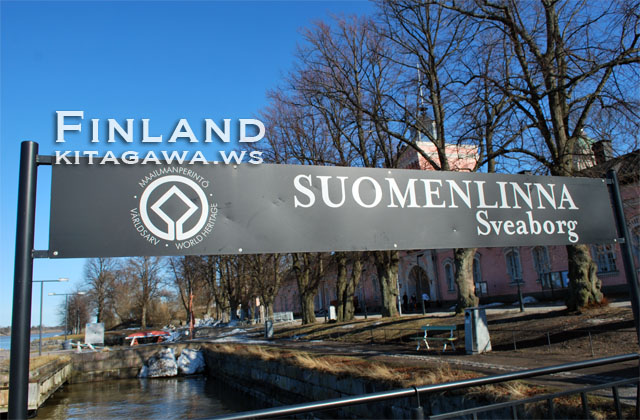 FINLAND
KITAGAWA.WS
MAAILMANPERINTÖ
VÄRLDSARV • WORLD HERITAGE
SUOMENLINNA
Sveaborg